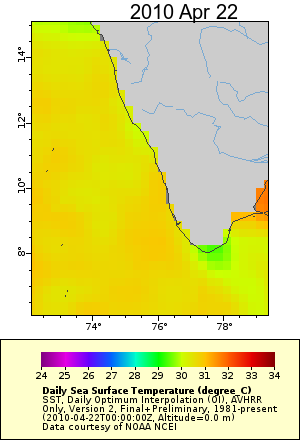 2010 Apr 22
14°
12°
10°
8°
74° 76° 78°
24 25 26 27 28 29 30 31 32 33 34
Daily Sea Surface Temperature (degree_C)
SST, Daily Optimum Interpolation (OI), AVHRR
Only, Version 2, Final+Preliminary, 1981-present
(2010-04-22T00:00:00Z, Altitude=0.0 m)
Data courtesy of NOAA NCEI